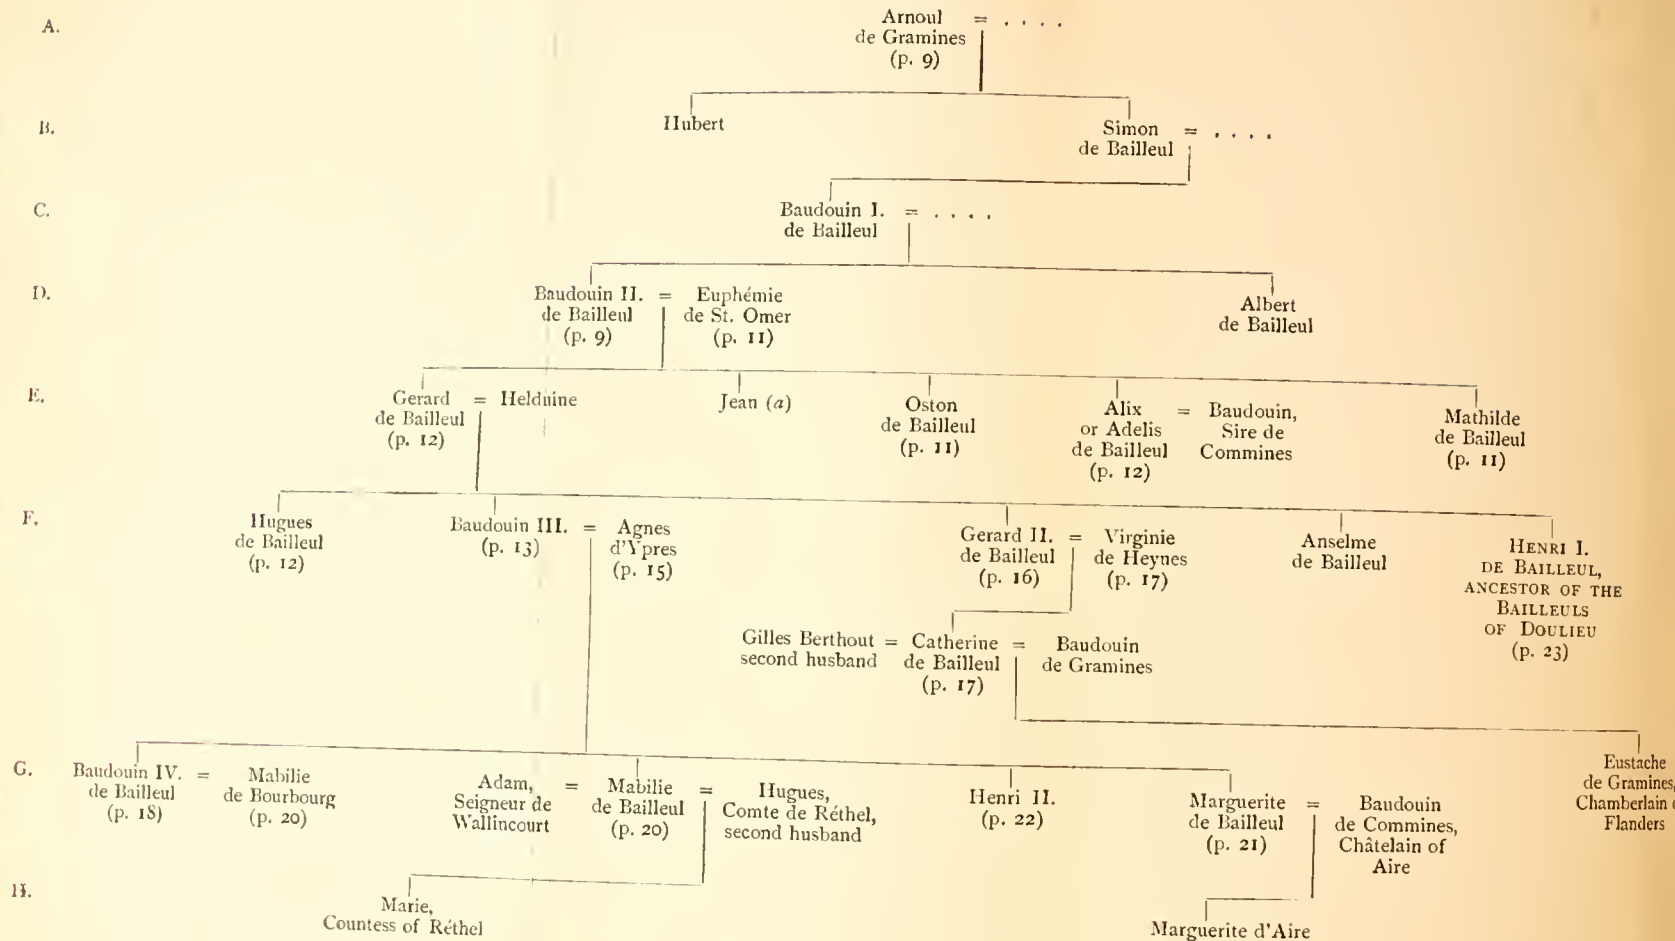 A.
Arnoul = . . . .
de Gramines
(p. 9)
B.
Hubert
Simon = . . . .
de Bailleul
C.
Baudouin I. = . . . .
de Bailleul
D.
Baudouin II. =
de Bailleul
(p. 9)
Euphémie
de St. Omer
(p. 11)
Albert
de Bailleul
E.
Gerard =
de Bailleul
(p. 12)
Heldnine
Jean (a)
Oston
de Bailleul
(p. 11)
Alix =
or Adelis
de Bailleul
(p. 12)
Baudouin,
Sire de
Commines
Mathilde
de Bailleul
(p. 11)
F.
Hugues
de Bailleul
(p. 12)
Baudouin III. =
(p. 13)
Agnes
d'Ypres
(p. 15)
Gerard II. =
de Bailleul
(p. 16)
Virginie
de Heynes
(p. 17)
Anselme
de Bailleul
HENRI I.
DE BAILLEUL,
ANCESTOR OF THE
BAILLEULS
OF DOULIEU
(p. 23)
Gilles Berthout =
second husband
Catherine =
de Bailleul
(p. 17)
Baudouin
de Gramines
G.
Baudouin IV. =
de Bailleul
(p. 18)
Mabilie
de Bourbourg
(p. 20)
Adam, =
Seigneur de
Wallincourt
Mabilie =
de Bailleul
(p. 20)
Hugues,
Comte de Réthel,
second husband
Henri II.
(p. 22)
Marguerite =
de Bailleul
(p. 21)
Baudouin
de Commines,
Châtelain of
Aire
Eustache
de Gramines,
Chamberlain
Flanders
H.
Marie,
Countess of Réthel
Marguerite d'Aire